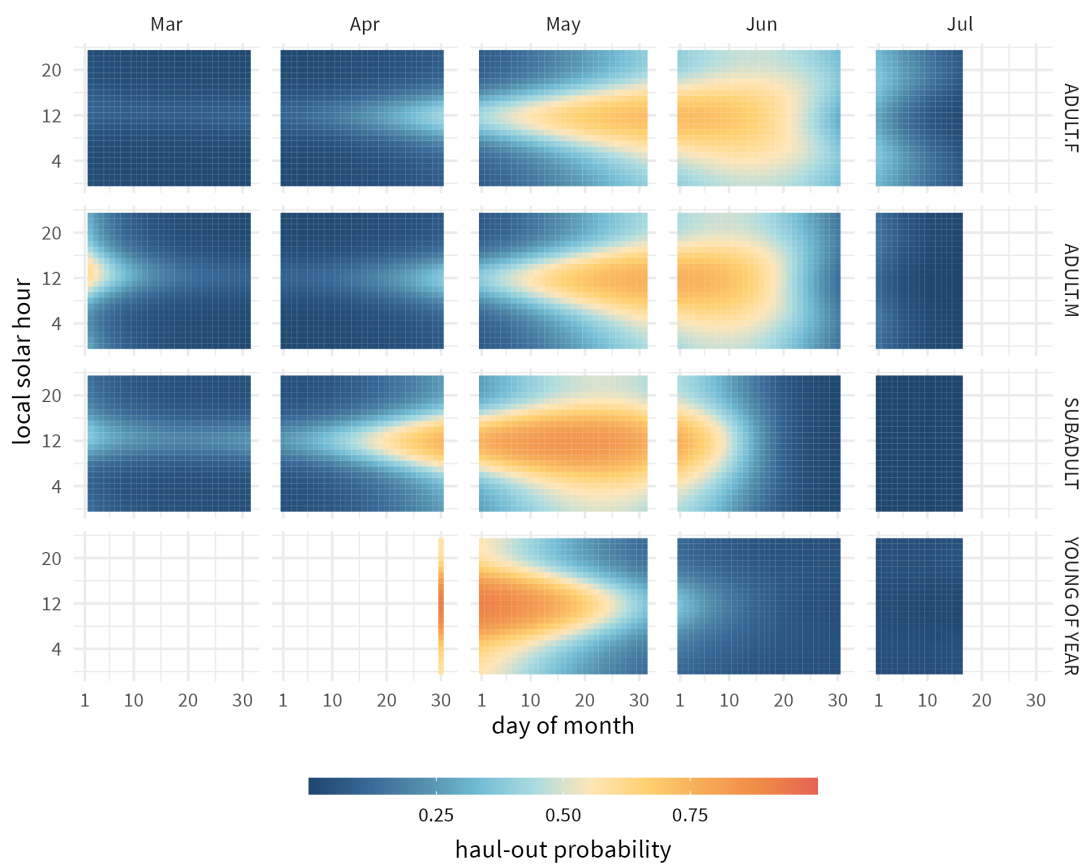 Mar Apr May Jun Jul
20
12
4
ADULT.F
20
12
4
ADULT.M
20
12
4
SUBADULT
20
12
4
YOUNG OF YEAR
local solar hour
1 10 20 30 1 10 20 30 1 10 20 30 1 10 20 30 1 10 20 30
day of month
0.25 0.50 0.75
haul-out probability